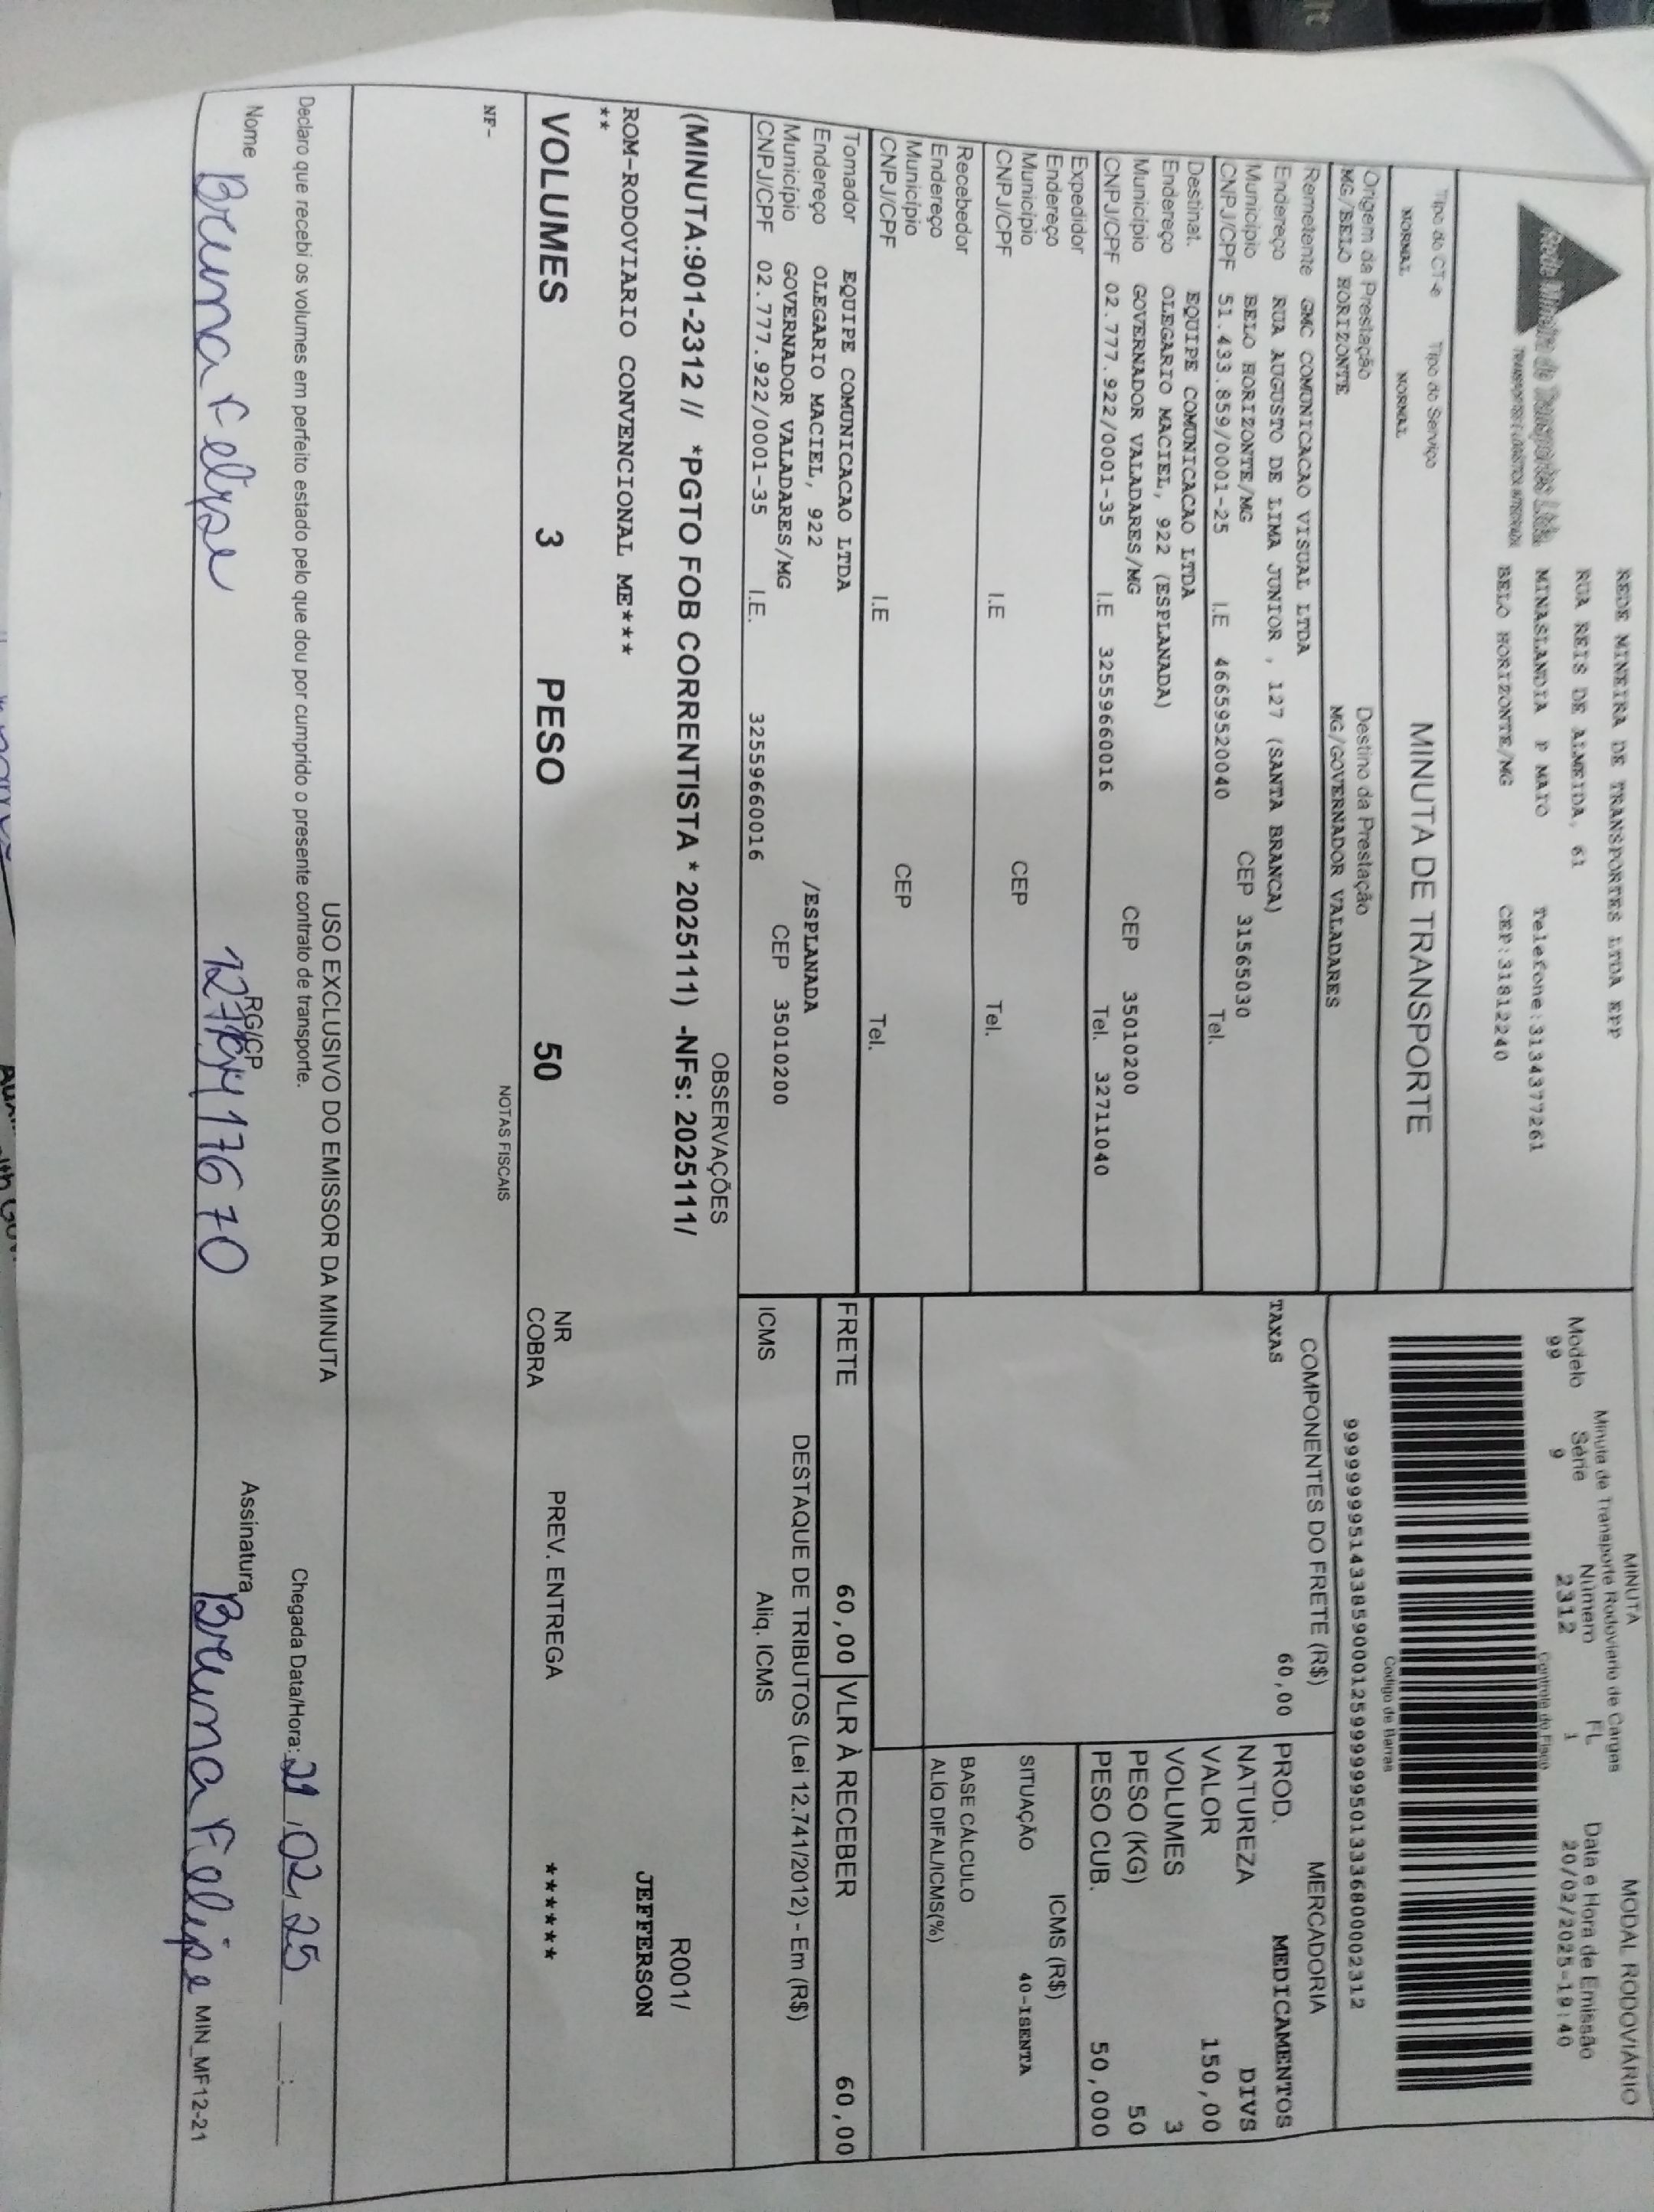 Rede Mineira de Transportes Ltda.
REDE MINEIRA DE TRANSPORTES LTDA EPP
RUA REIS DE ALMEIDA, 61
MINASLANDIA P MAIO Telefone:3134377261
BELO HORIZONTE/MG CEP:31812240
MINUTA MODAL RODOVIÁRIO
Minuta de Transporte Rodoviário de Cargas
Modelo Série Número FL Data e Hora de Emissão
99 9 2312 1 20/02/2025-19:40
Controle do Fisco
Código de Barras
Tipo do CT-e Tipo do Serviço
NORMAL NORMAL
MINUTA DE TRANSPORTE
Origem da Prestação Destino da Prestação
MG/BELO HORIZONTE MG/GOVERNADOR VALADARES
Remetente GMC COMUNICACAO VISUAL LTDA
Endereço RUA AUGUSTO DE LIMA JUNIOR , 127 (SANTA BRANCA)
Município BELO HORIZONTE/MG CEP 31565030
CNPJ/CPF 51.433.859/0001-25 I.E 46659520040 Tel.
Destinat. EQUIPE COMUNICACAO LTDA
Endereço OLEGARIO MACIEL, 922 (ESPLANADA)
Município GOVERNADOR VALADARES/MG CEP 35010200
CNPJ/CPF 02.777.922/0001-35 I.E 32559660016 Tel. 32711040
Expedidor
Endereço
Município CEP
CNPJ/CPF I.E Tel.
Recebedor
Endereço
Município CEP
CNPJ/CPF I.E Tel.
Tomador EQUIPE COMUNICACAO LTDA
Endereço OLEGARIO MACIEL, 922 /ESPLANADA
Município GOVERNADOR VALADARES/MG CEP 35010200
CNPJ/CPF 02.777.922/0001-35 I.E. 32559660016
COMPONENTES DO FRETE (R$)
TAXAS 60,00
MERCADORIA
PROD. MEDICAMENTOS
NATUREZA DIVS
VALOR 150,00
VOLUMES 3
PESO (KG) 50
PESO CUB. 50,000
ICMS (R$)
SITUAÇÃO 40-ISENTA
BASE CÁLCULO
ALÍQ DIFAL/ICMS(%)
FRETE 60,00 VLR À RECEBER 60,00
DESTAQUE DE TRIBUTOS (Lei 12.741/2012) - Em (R$)
ICMS Aliq. ICMS
OBSERVAÇÕES
(MINUTA:901-2312 // *PGTO FOB CORRENTISTA * 2025111) -NFs: 2025111/ R001/
ROM-RODOVIARIO CONVENCIONAL ME*** JEFFERSON
**
VOLUMES 3 PESO 50 NR COBRA PREV. ENTREGA ******
NOTAS FISCAIS
NF-
USO EXCLUSIVO DO EMISSOR DA MINUTA
Declaro que recebi os volumes em perfeito estado pelo que dou por cumprido o presente contrato de transporte. Chegada Data/Hora: 21.02.25 __:__
Nome Bruna Felipe RG/CP Assinatura Bruna Felipe MIN_MF12-21